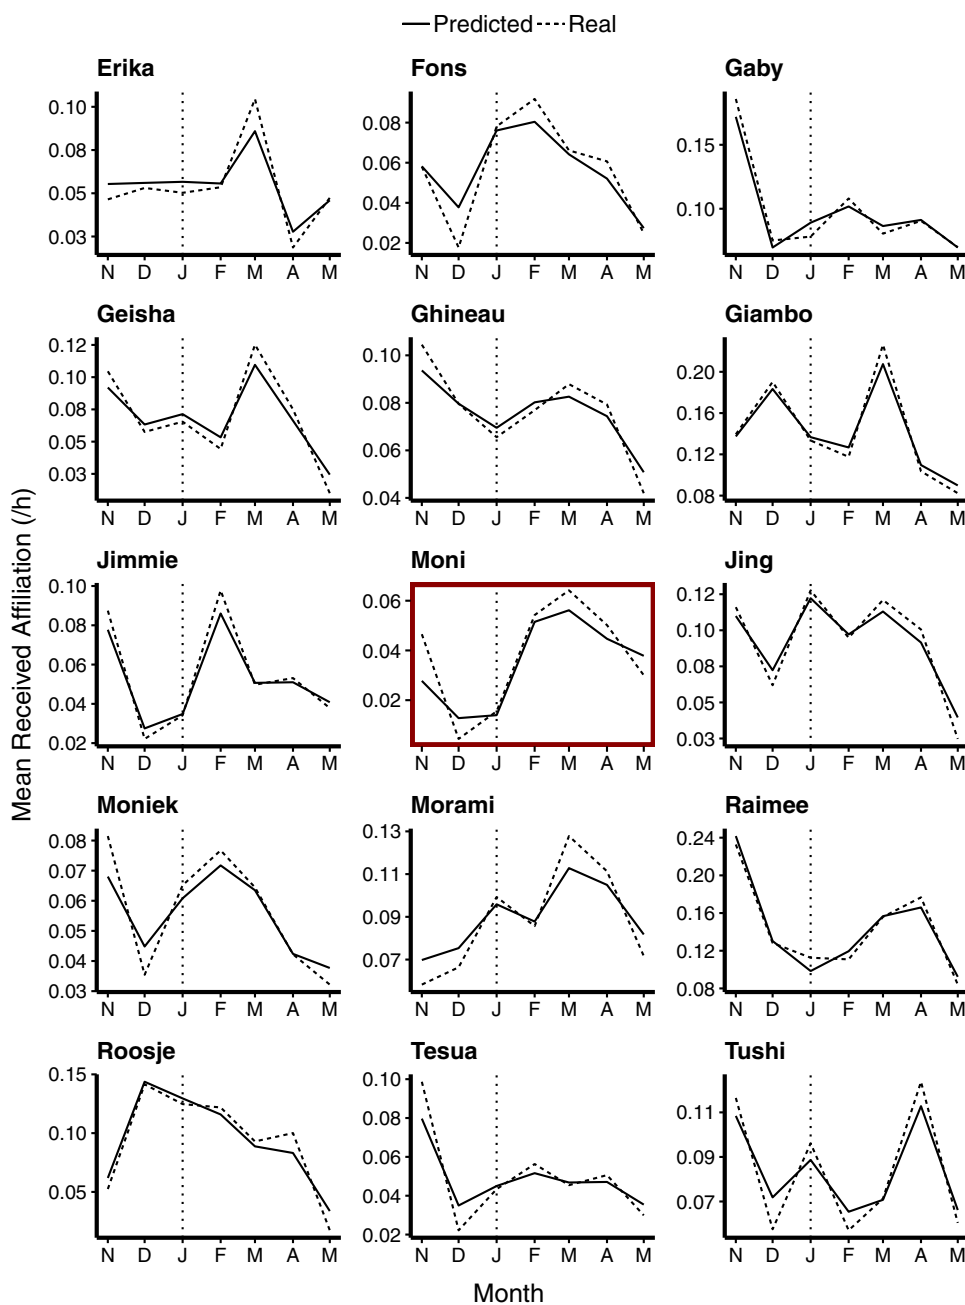 Predicted Real
Mean Received Affiliation (/h)
Erika
0.10
0.08
0.05
0.03
N D J F M A M
Fons
0.08
0.06
0.04
0.02
N D J F M A M
Gaby
0.15
0.10
N D J F M A M
Geisha
0.12
0.10
0.08
0.05
0.03
N D J F M A M
Ghineau
0.10
0.08
0.06
0.04
N D J F M A M
Giambo
0.20
0.16
0.12
0.08
N D J F M A M
Jimmie
0.10
0.08
0.06
0.04
0.02
N D J F M A M
Moni
0.06
0.04
0.02
N D J F M A M
Jing
0.12
0.10
0.08
0.05
0.03
N D J F M A M
Moniek
0.08
0.07
0.06
0.05
0.04
0.03
N D J F M A M
Morami
0.13
0.11
0.09
0.07
N D J F M A M
Raimee
0.24
0.20
0.16
0.12
0.08
N D J F M A M
Roosje
0.15
0.10
0.05
N D J F M A M
Tesua
0.10
0.08
0.06
0.04
0.02
N D J F M A M
Tushi
0.11
0.09
0.07
N D J F M A M
Month